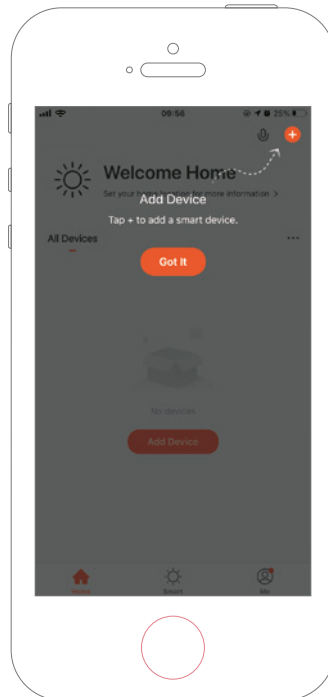 09:56
25%
Welcome Home
Set your home location for more information >
Add Device
Tap + to add a smart device.
All Devices
...
Got It
No devices
Add Device
Home
Smart
Me